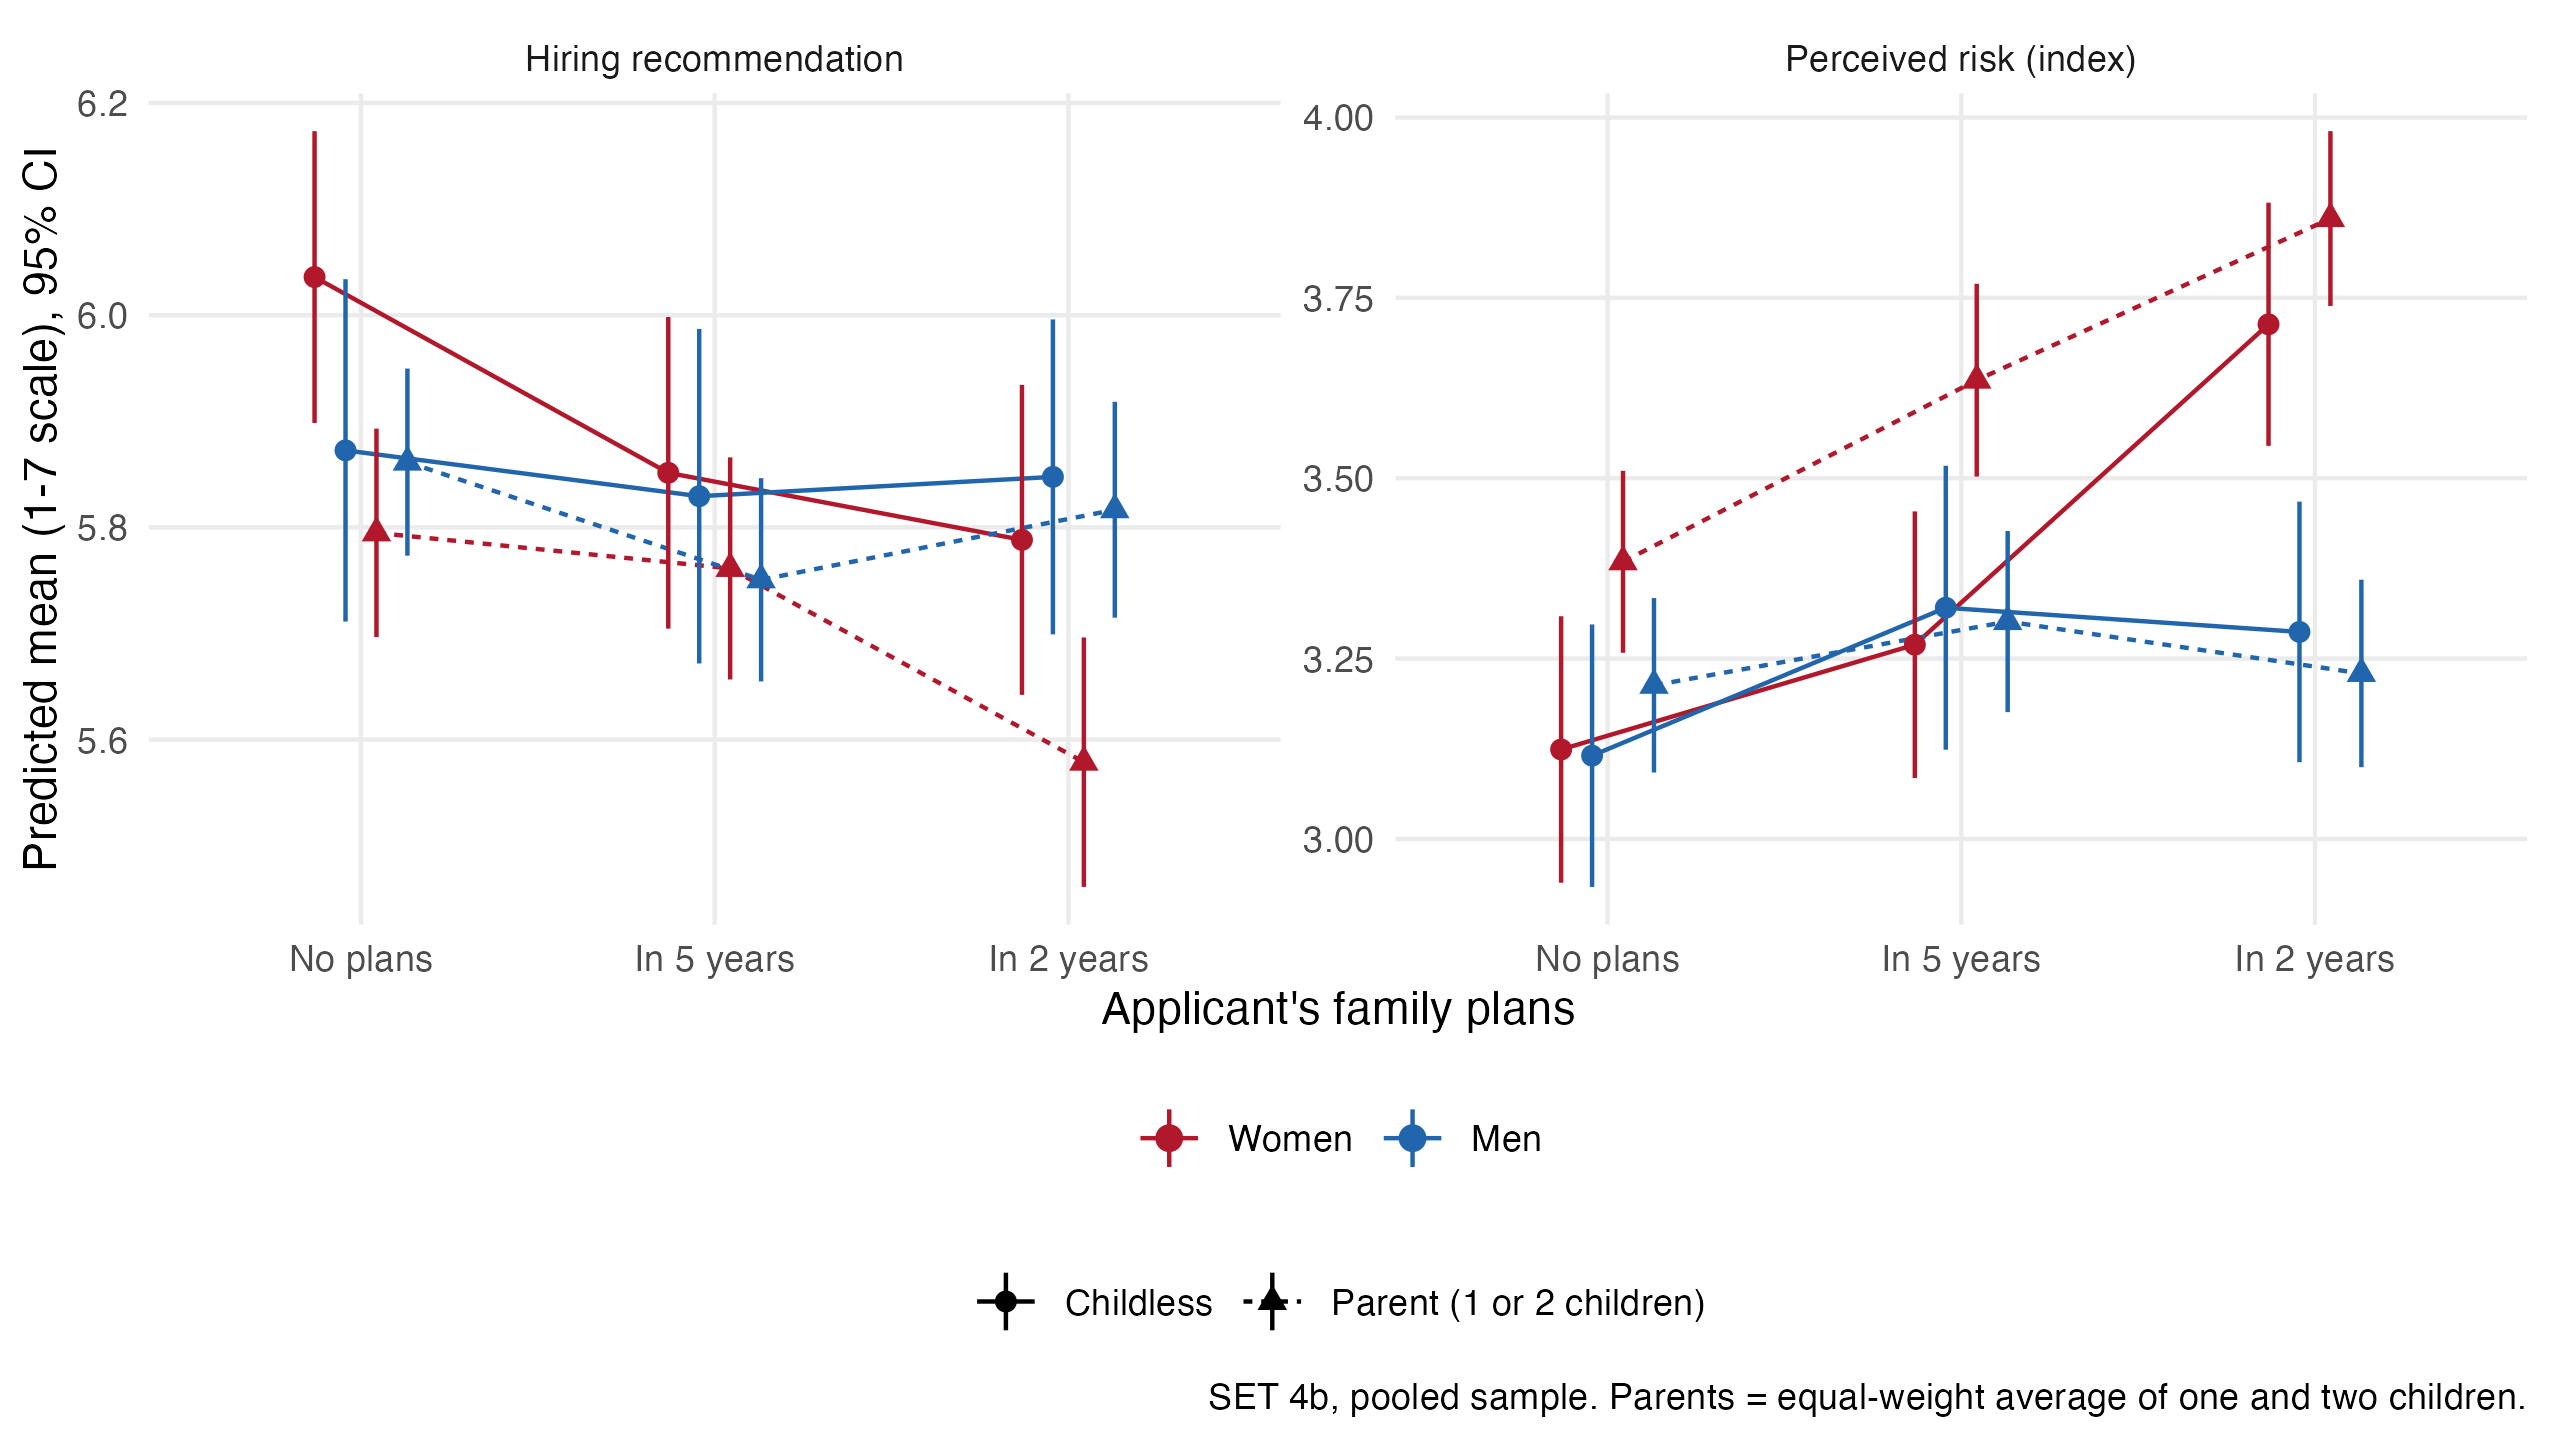 Hiring recommendation
Perceived risk (index)
Predicted mean (1-7 scale), 95% CI
6.2
6.0
5.8
5.6
4.00
3.75
3.50
3.25
3.00
No plans
In 5 years
In 2 years
No plans
In 5 years
In 2 years
Applicant's family plans
Women
Men
Childless
Parent (1 or 2 children)
SET 4b, pooled sample. Parents = equal-weight average of one and two children.